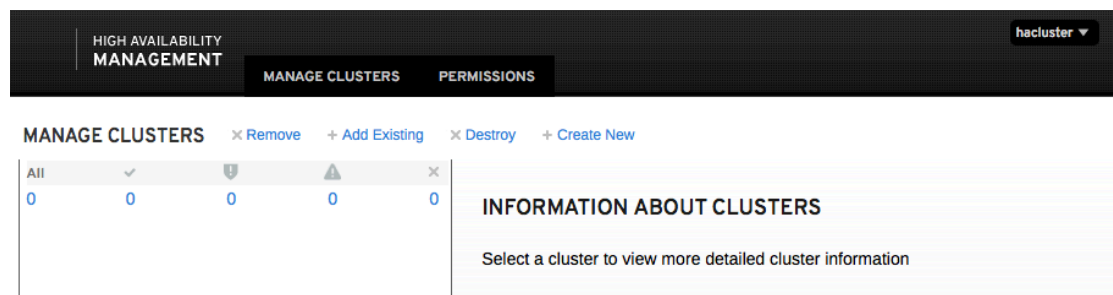 HIGH AVAILABILITY
MANAGEMENT
hacluster
MANAGE CLUSTERS PERMISSIONS
MANAGE CLUSTERS Remove + Add Existing Destroy + Create New
All
0 0 0 0 0
INFORMATION ABOUT CLUSTERS
Select a cluster to view more detailed cluster information